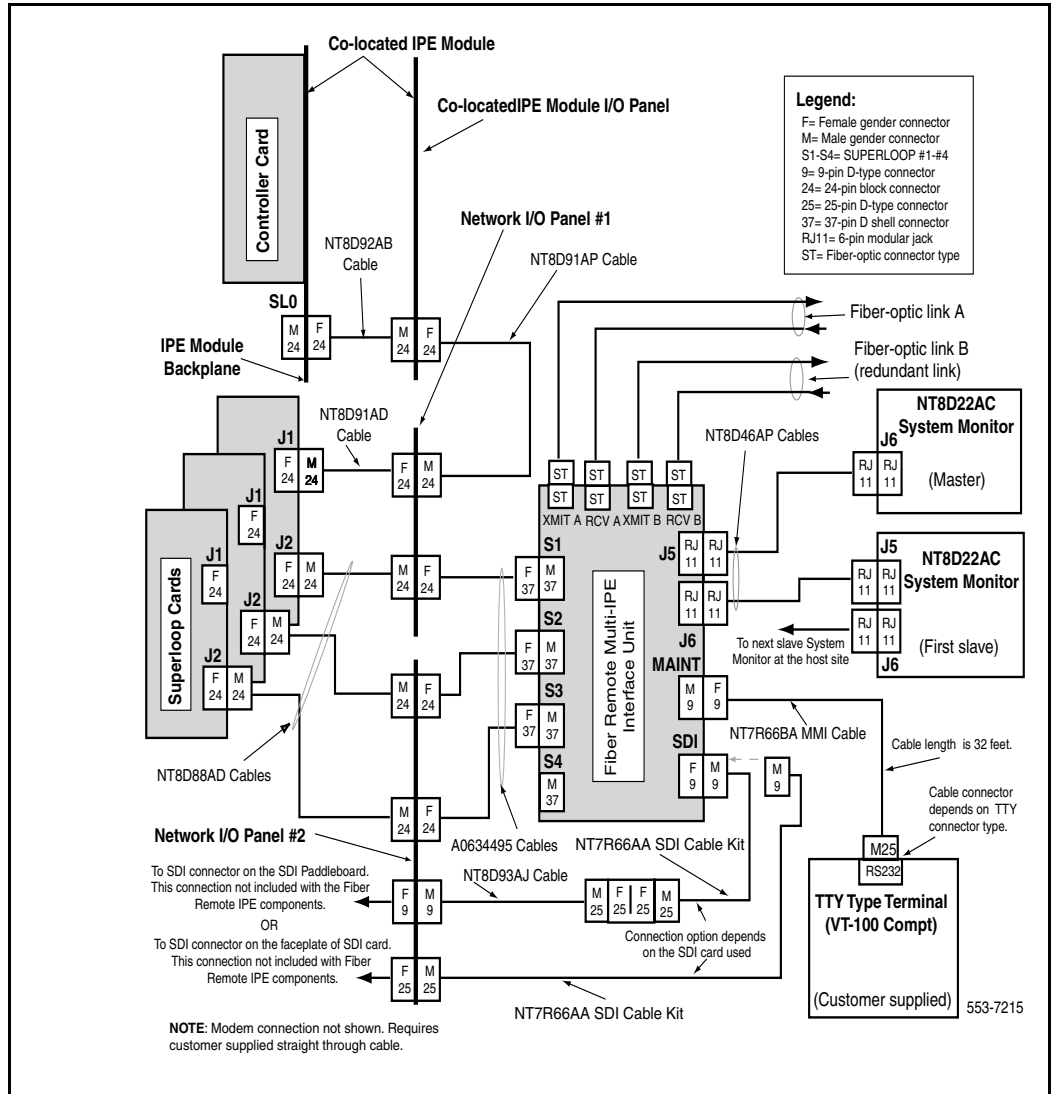 Co-located IPE Module
Co-locatedIPE Module I/O Panel
Controller Card
Legend:
F= Female gender connector
M= Male gender connector
S1-S4= SUPERLOOP #1-#4
9= 9-pin D-type connector
24= 24-pin block connector
25= 25-pin D-type connector
37= 37-pin D shell connector
RJ11= 6-pin modular jack
ST= Fiber-optic connector type
Network I/O Panel #1
NT8D92AB
Cable
NT8D91AP Cable
SL0
M
24
F
24
M
24
F
24
IPE Module
Backplane
Fiber-optic link A
Fiber-optic link B
(redundant link)
NT8D91AD
Cable
J1
F
24
M
24
F
24
M
24
NT8D46AP Cables
NT8D22AC
System Monitor
J6
RJ
11
RJ
11
(Master)
ST
ST
ST
ST
ST
ST
ST
ST
XMIT A
RCV A
XMIT B
RCV B
J1
F
24
J1
F
24
J2
F
24
M
24
M
24
F
24
S1
F
37
M
37
J5
RJ
11
RJ
11
RJ
11
RJ
11
J6
J5
NT8D22AC
System Monitor
RJ
11
RJ
11
RJ
11
RJ
11
J6
(First slave)
To next slave System
Monitor at the host site
Superloop Cards
J2
F
24
M
24
J2
F
24
M
24
M
24
F
24
S2
F
37
M
37
S3
F
37
M
37
S4
M
37
Fiber Remote Multi-IPE
Interface Unit
MAINT
M
9
F
9
NT7R66BA MMI Cable
SDI
F
9
M
9
M
9
Cable length is 32 feet.
Cable connector
depends on TTY
connector type.
NT8D88AD Cables
M
24
F
24
Network I/O Panel #2
A0634495 Cables
NT7R66AA SDI Cable Kit
M25
RS232
TTY Type Terminal
(VT-100 Compt)
(Customer supplied)
To SDI connector on the SDI Paddleboard.
This connection not included with the Fiber
Remote IPE components.
F
9
M
9
NT8D93AJ Cable
M
25
F
25
F
25
M
25
OR
To SDI connector on the faceplate of SDI card.
This connection not included with Fiber
Remote IPE components.
F
25
M
25
Connection option depends
on the SDI card used
NT7R66AA SDI Cable Kit
553-7215
NOTE: Modem connection not shown. Requires
customer supplied straight through cable.